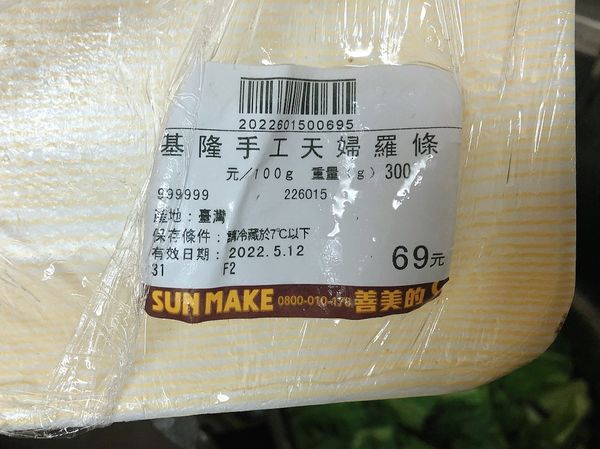 2022601500695
基隆手工天婦羅條
元/100g 重量(g) 300
999999 226015
產地:臺灣
保存條件:請冷藏於7℃以下
有效日期:2022.5.12
69元
31 F2
SUN MAKE 0800-010-178 善美的